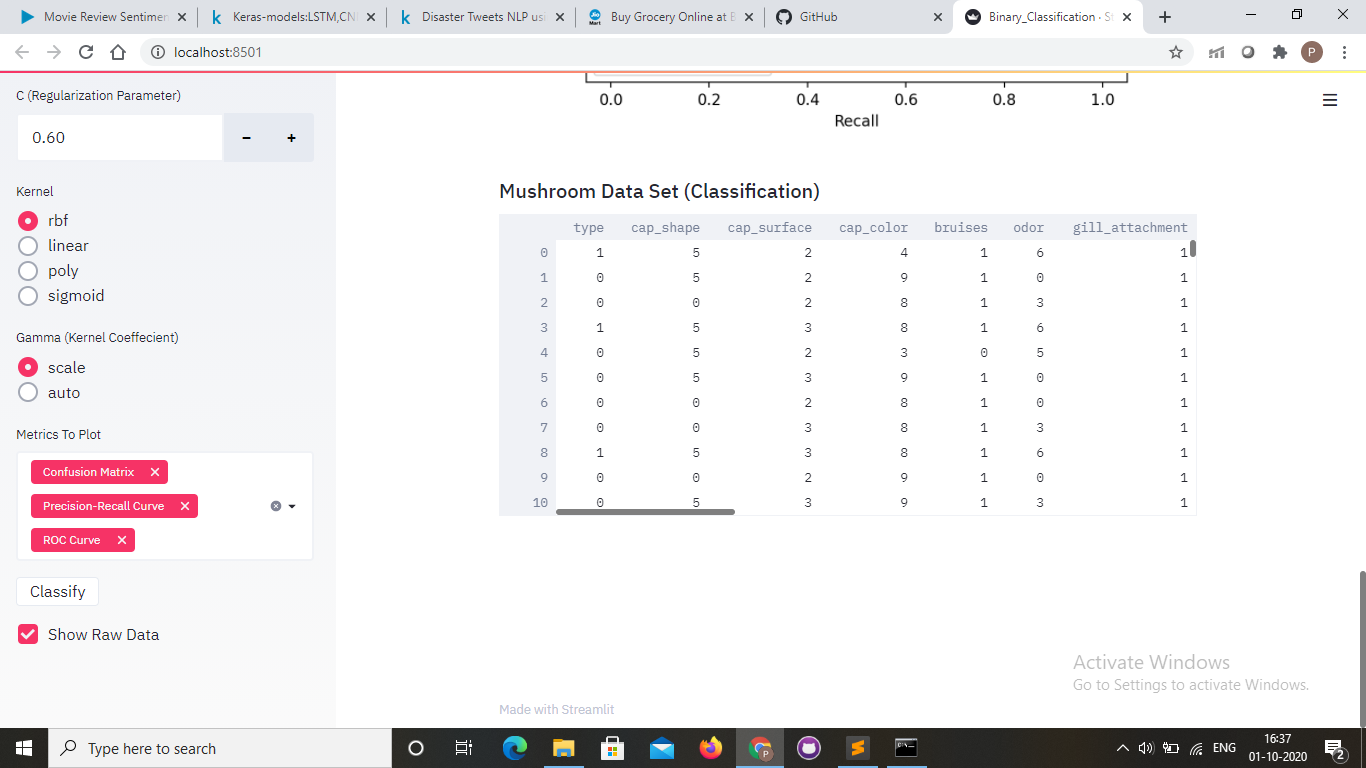 Movie Review Sentimen
Keras-models:LSTM,CN
Disaster Tweets NLP usi
Buy Grocery Online at B
GitHub
Binary_Classification · St
localhost:8501
P
C (Regularization Parameter)
0.60
Kernel
rbf
linear
poly
sigmoid
Gamma (Kernel Coeffecient)
scale
auto
Metrics To Plot
Confusion Matrix
Precision-Recall Curve
ROC Curve
Classify
Show Raw Data
0.0 0.2 0.4 0.6 0.8 1.0
Recall
Mushroom Data Set (Classification)
type cap_shape cap_surface cap_color bruises odor gill_attachment
0 1 5 2 4 1 6 1
1 0 5 2 9 1 0 1
2 0 0 2 8 1 3 1
3 1 5 3 8 1 6 1
4 0 5 2 3 0 5 1
5 0 5 3 9 1 0 1
6 0 0 2 8 1 0 1
7 0 0 3 8 1 3 1
8 1 5 3 8 1 6 1
9 0 0 2 9 1 0 1
10 0 5 3 9 1 3 1
Activate Windows
Go to Settings to activate Windows.
Made with Streamlit
Type here to search
P
ENG
16:37
01-10-2020
2